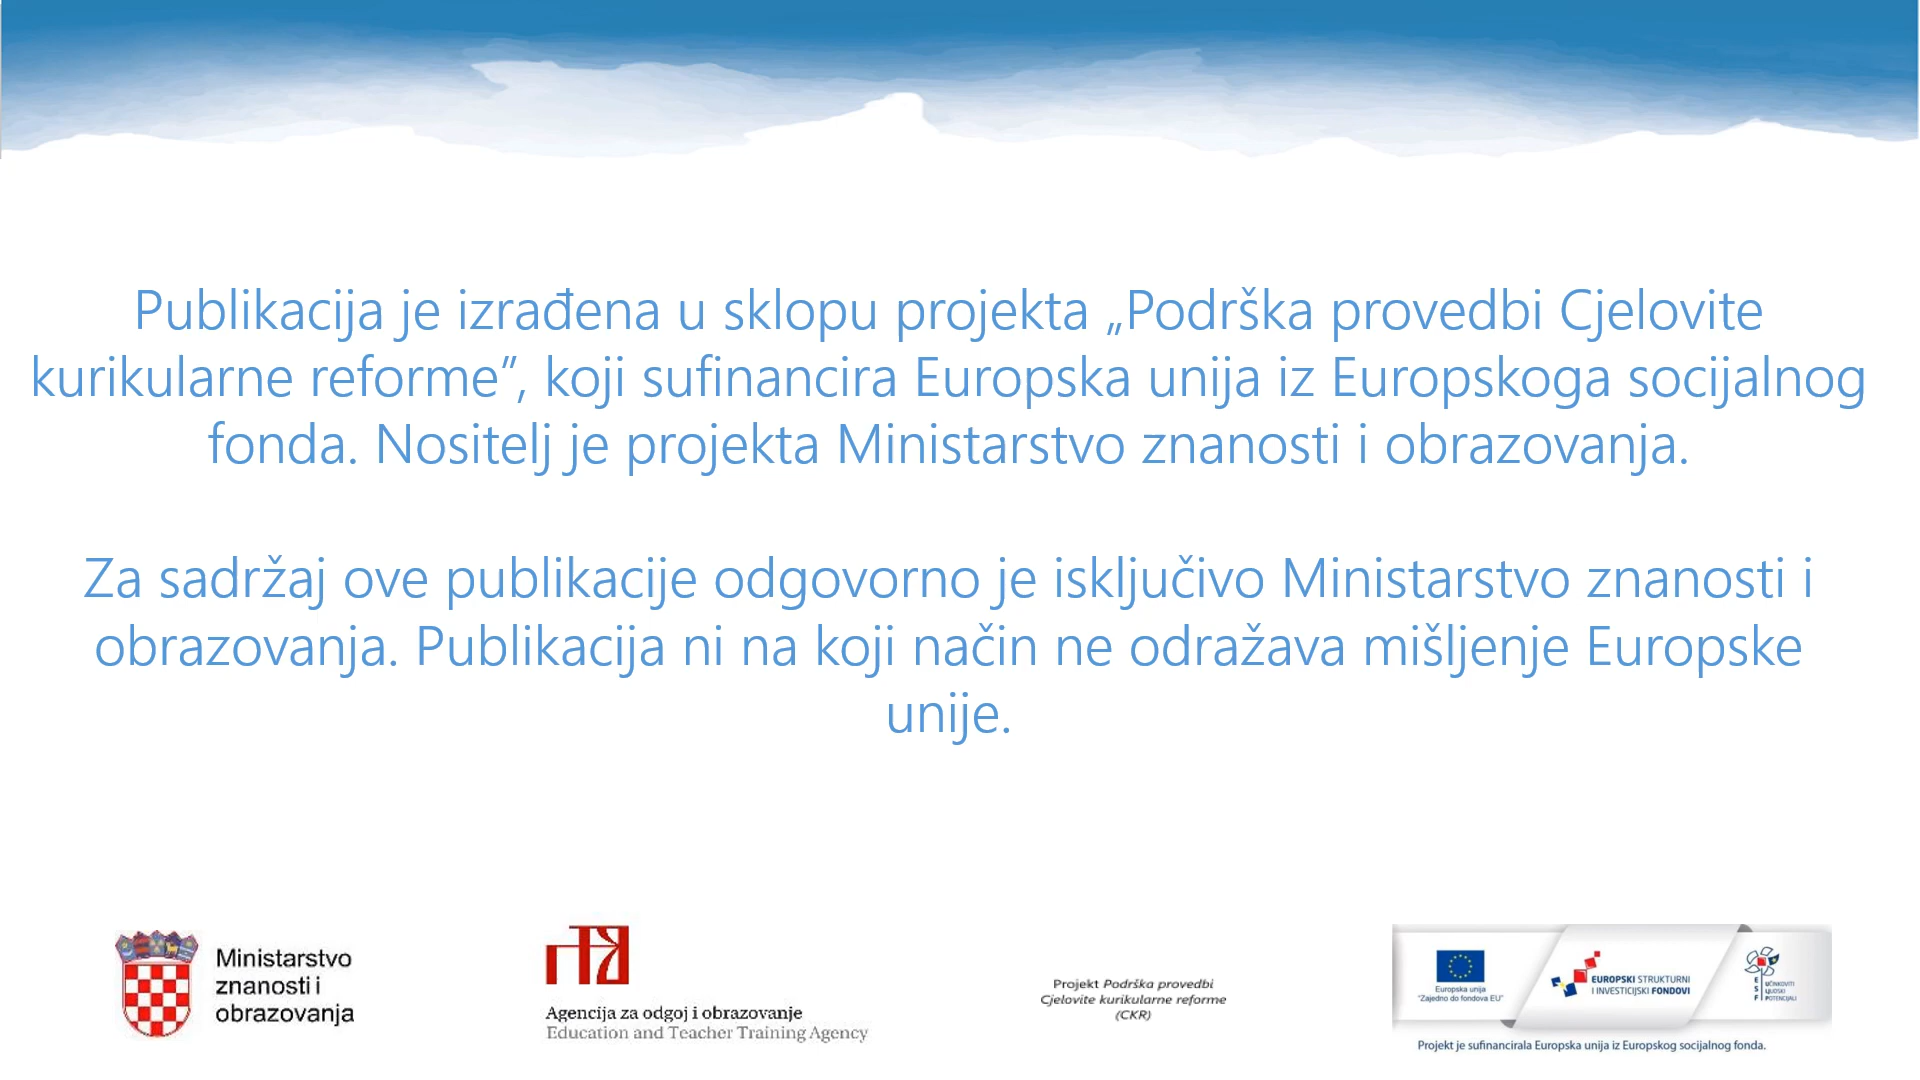 Publikacija je izrađena u sklopu projekta „Podrška provedbi Cjelovite
kurikularne reforme”, koji sufinancira Europska unija iz Europskoga socijalnog
fonda. Nositelj je projekta Ministarstvo znanosti i obrazovanja.
Za sadržaj ove publikacije odgovorno je isključivo Ministarstvo znanosti i
obrazovanja. Publikacija ni na koji način ne odražava mišljenje Europske
unije.
Ministarstvo
znanosti i
obrazovanja
Agencija za odgoj i obrazovanje
Education and Teacher Training Agency
Projekt Podrška provedbi
Cjelovite kurikularne reforme
(CKR)
Europska unija
"Zajedno do fondova EU"
EUROPSKI STRUKTURNI
I INVESTICIJSKI FONDOVI
ESF
UČINKOVITI
LJUDSKI
POTENCIJALI
Projekt je sufinancirala Europska unija iz Europskog socijalnog fonda.